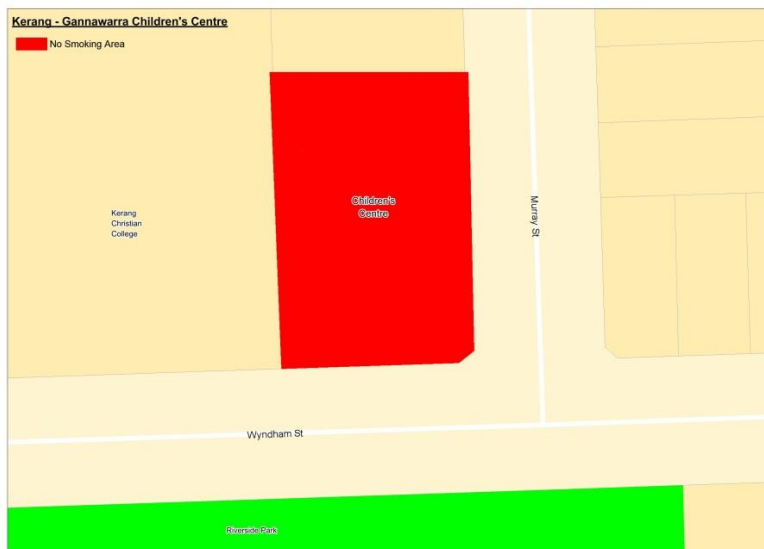 Kerang - Gannawarra Children's Centre
No Smoking Area
Children's
Centre
Murray St
Kerang
Christian
College
Wyndham St
Riverside Park